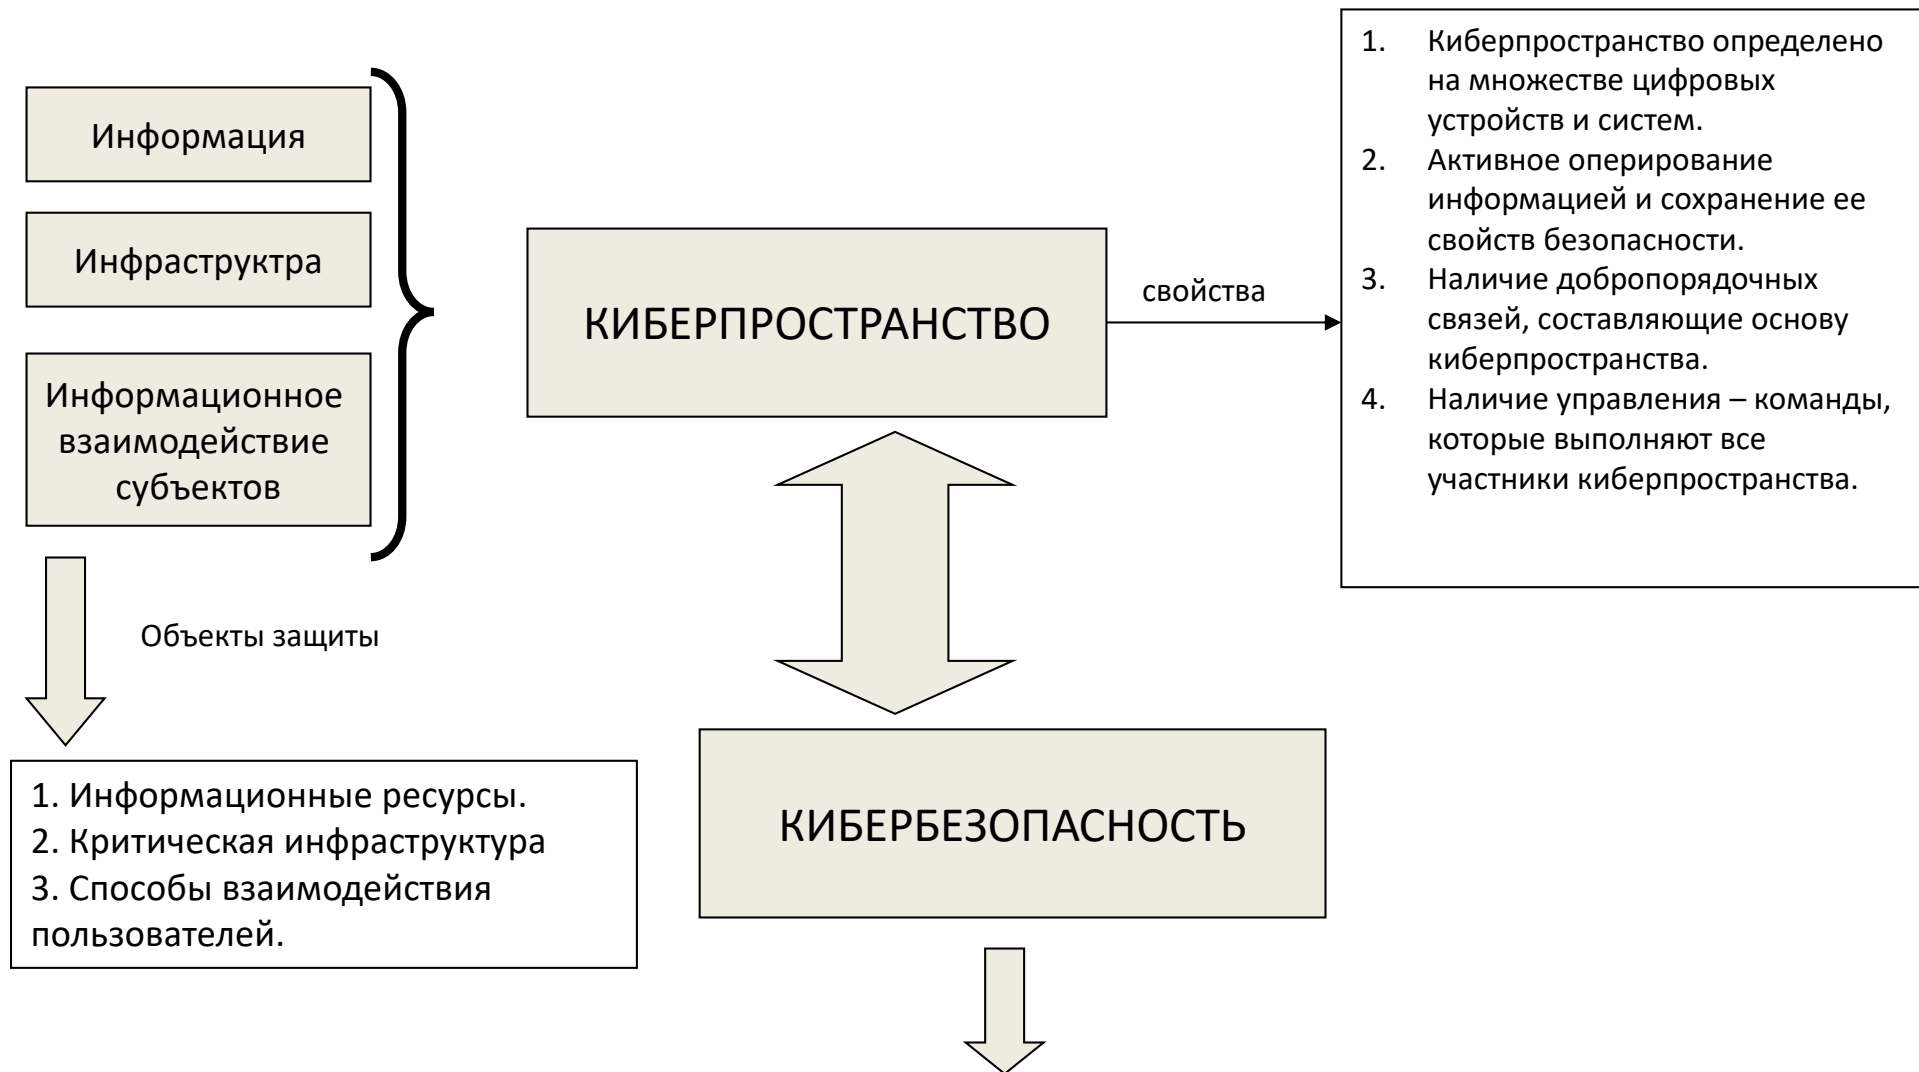 Информация
Инфраструктра
Информационное
взаимодействие
субъектов
Объекты защиты
1. Информационные ресурсы.
2. Критическая инфраструктура
3. Способы взаимодействия
пользователей.
КИБЕРПРОСТРАНСТВО
свойства
1. Киберпространство определено
на множестве цифровых
устройств и систем.
2. Активное оперирование
информацией и сохранение ее
свойств безопасности.
3. Наличие добропорядочных
связей, составляющие основу
киберпространства.
4. Наличие управления – команды,
которые выполняют все
участники киберпространства.
КИБЕРБЕЗОПАСНОСТЬ